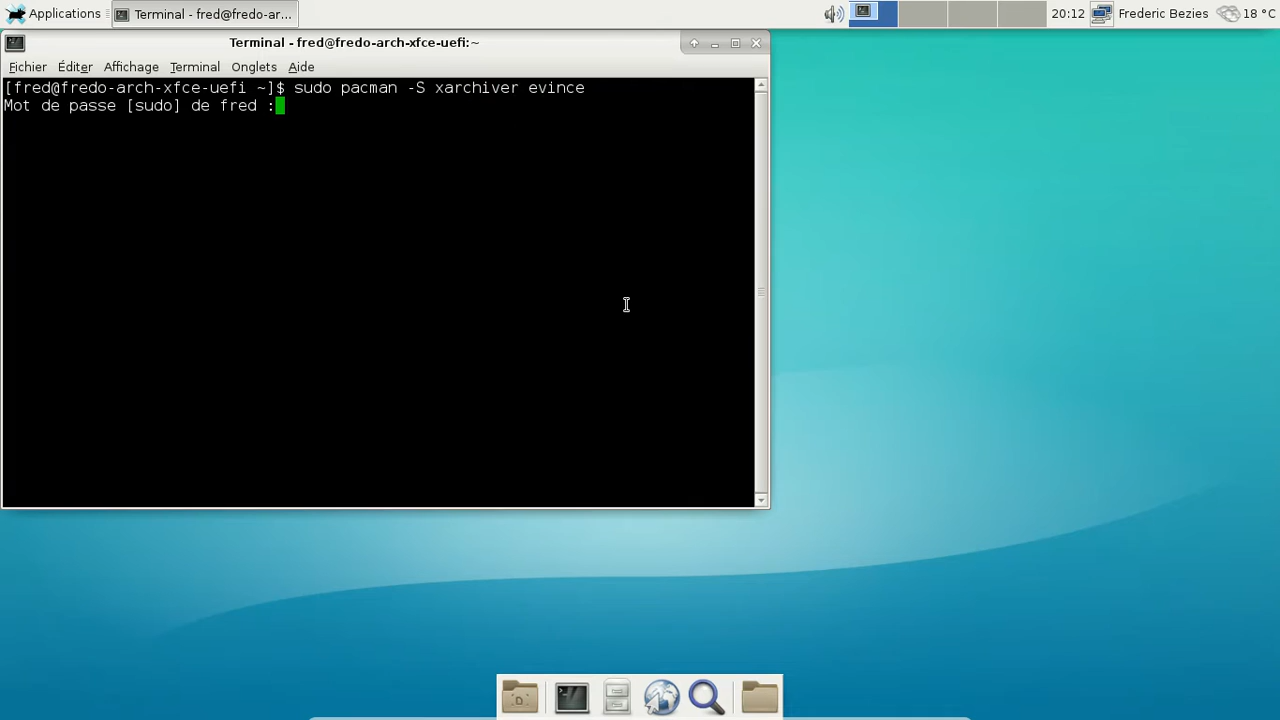 Applications
Terminal - fred@fredo-ar...
20:12
Frederic Bezies
18 °C
Terminal - fred@fredo-arch-xfce-uefi:~
Fichier Éditer Affichage Terminal Onglets Aide
[fred@fredo-arch-xfce-uefi ~]$ sudo pacman -S xarchiver evince
Mot de passe [sudo] de fred :